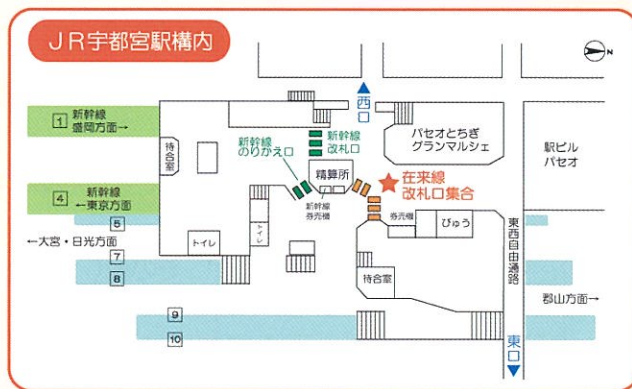 JR宇都宮駅構内
N
西口
1 新幹線
盛岡方面→
待合室
新幹線
のりかえ口
新幹線
改札口
精算所
パセオとちぎ
グランマルシェ
駅ビル
パセオ
在来線
改札口集合
4 新幹線
←東京方面
5
新幹線
券売機
券売機
びゅう
←大宮・日光方面
トイレ
トイレ
7
8
待合室
東西自由通路
郡山方面→
9
10
東口